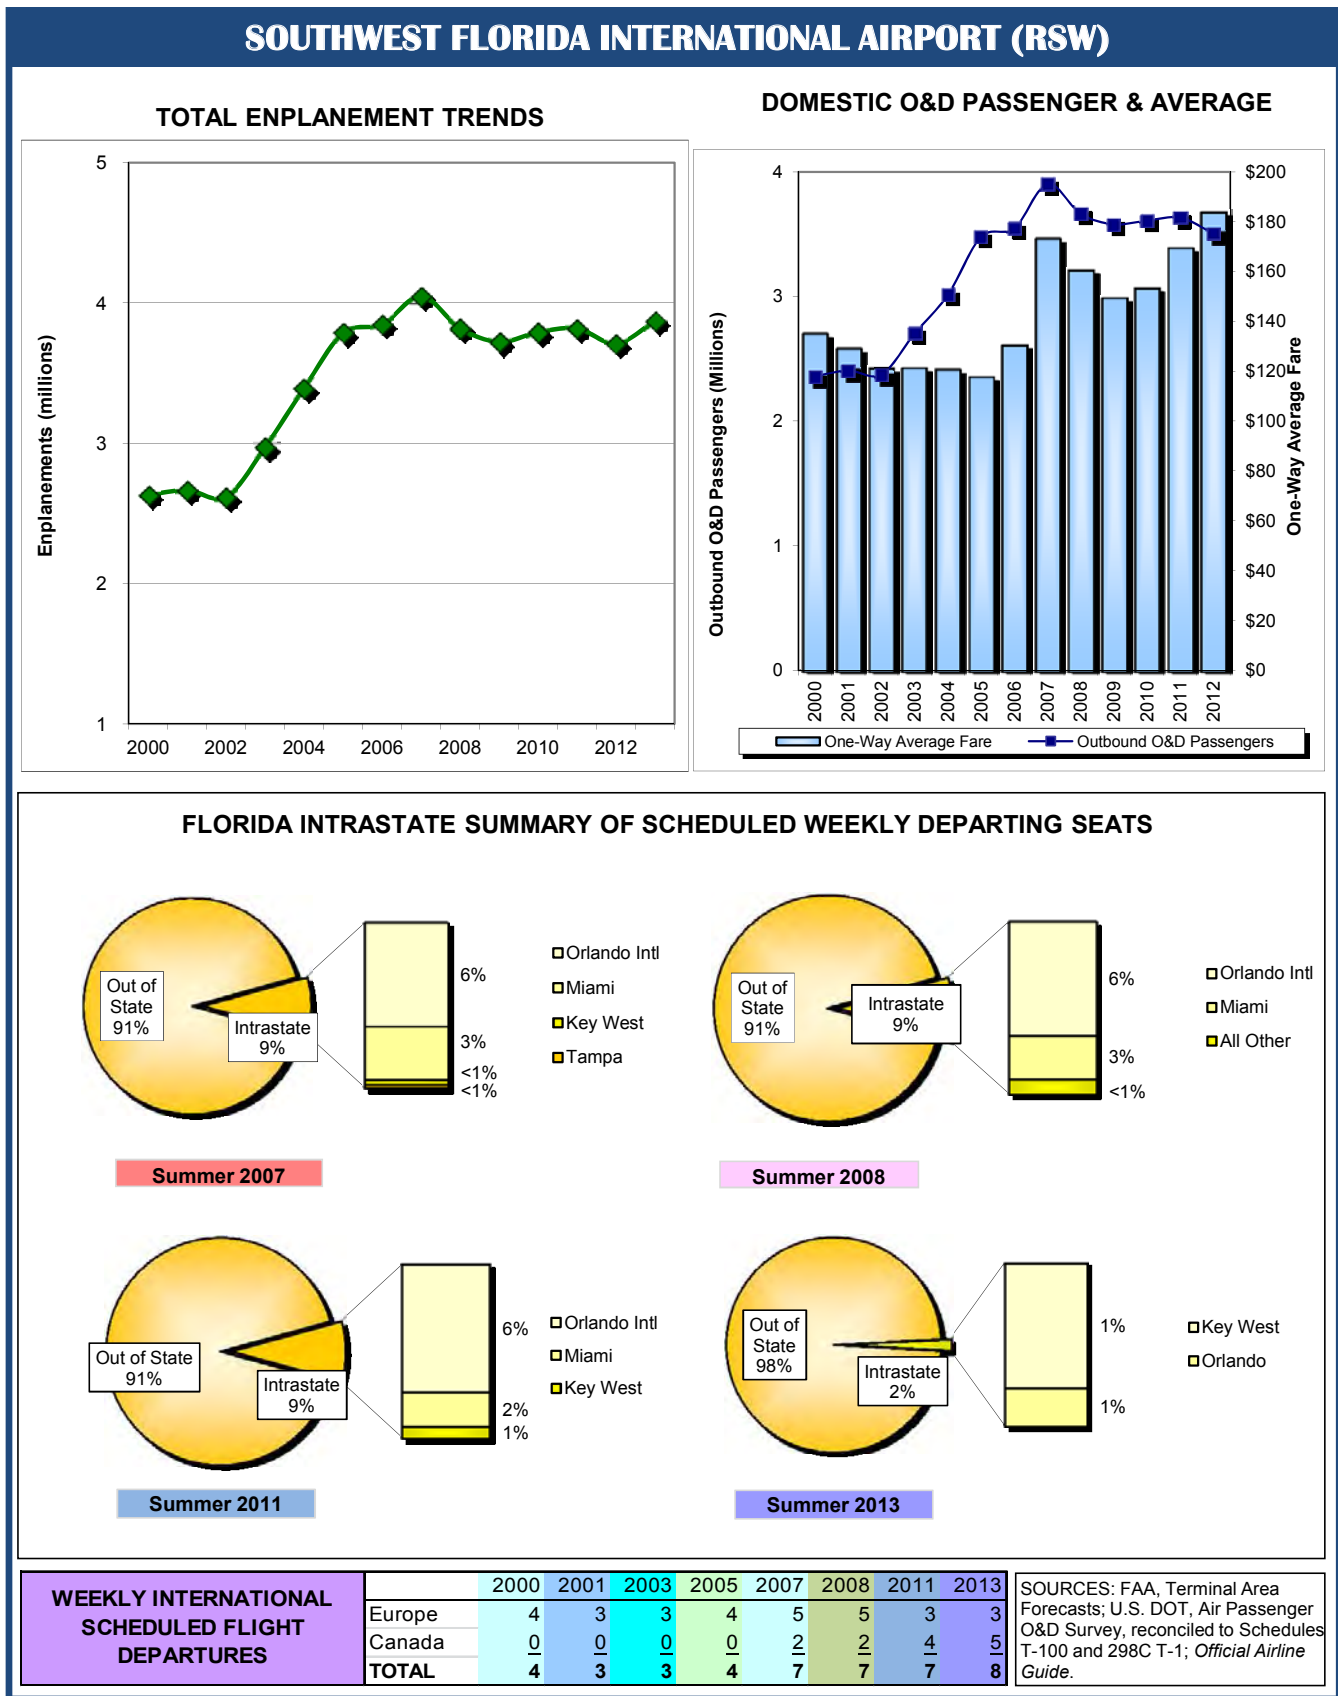 SOUTHWEST FLORIDA INTERNATIONAL AIRPORT (RSW)
TOTAL ENPLANEMENT TRENDS
Enplanements (millions)
5
4
3
2
1
2000 2002 2004 2006 2008 2010 2012
DOMESTIC O&D PASSENGER & AVERAGE
Outbound O&D Passengers (Millions)
4
3
2
1
0
$200
$180
$160
$140
$120
$100
$80
$60
$40
$20
$0
One-Way Average Fare
2000 2001 2002 2003 2004 2005 2006 2007 2008 2009 2010 2011 2012
One-Way Average Fare Outbound O&D Passengers
FLORIDA INTRASTATE SUMMARY OF SCHEDULED WEEKLY DEPARTING SEATS
Out of
State
91%
Intrastate
9%
6%
3%
<1%
<1%
Orlando Intl
Miami
Key West
Tampa
Summer 2007
Out of
State
91%
Intrastate
9%
6%
3%
<1%
Orlando Intl
Miami
All Other
Summer 2008
Out of State
91%
Intrastate
9%
6%
2%
1%
Orlando Intl
Miami
Key West
Summer 2011
Out of
State
98%
Intrastate
2%
1%
1%
Key West
Orlando
Summer 2013
WEEKLY INTERNATIONAL
SCHEDULED FLIGHT
DEPARTURES
2000 2001 2003 2005 2007 2008 2011 2013
Europe 4 3 3 4 5 5 3 3
Canada 0 0 0 0 2 2 4 5
TOTAL 4 3 3 4 7 7 7 8
SOURCES: FAA, Terminal Area
Forecasts; U.S. DOT, Air Passenger
O&D Survey, reconciled to Schedules
T-100 and 298C T-1; Official Airline
Guide.